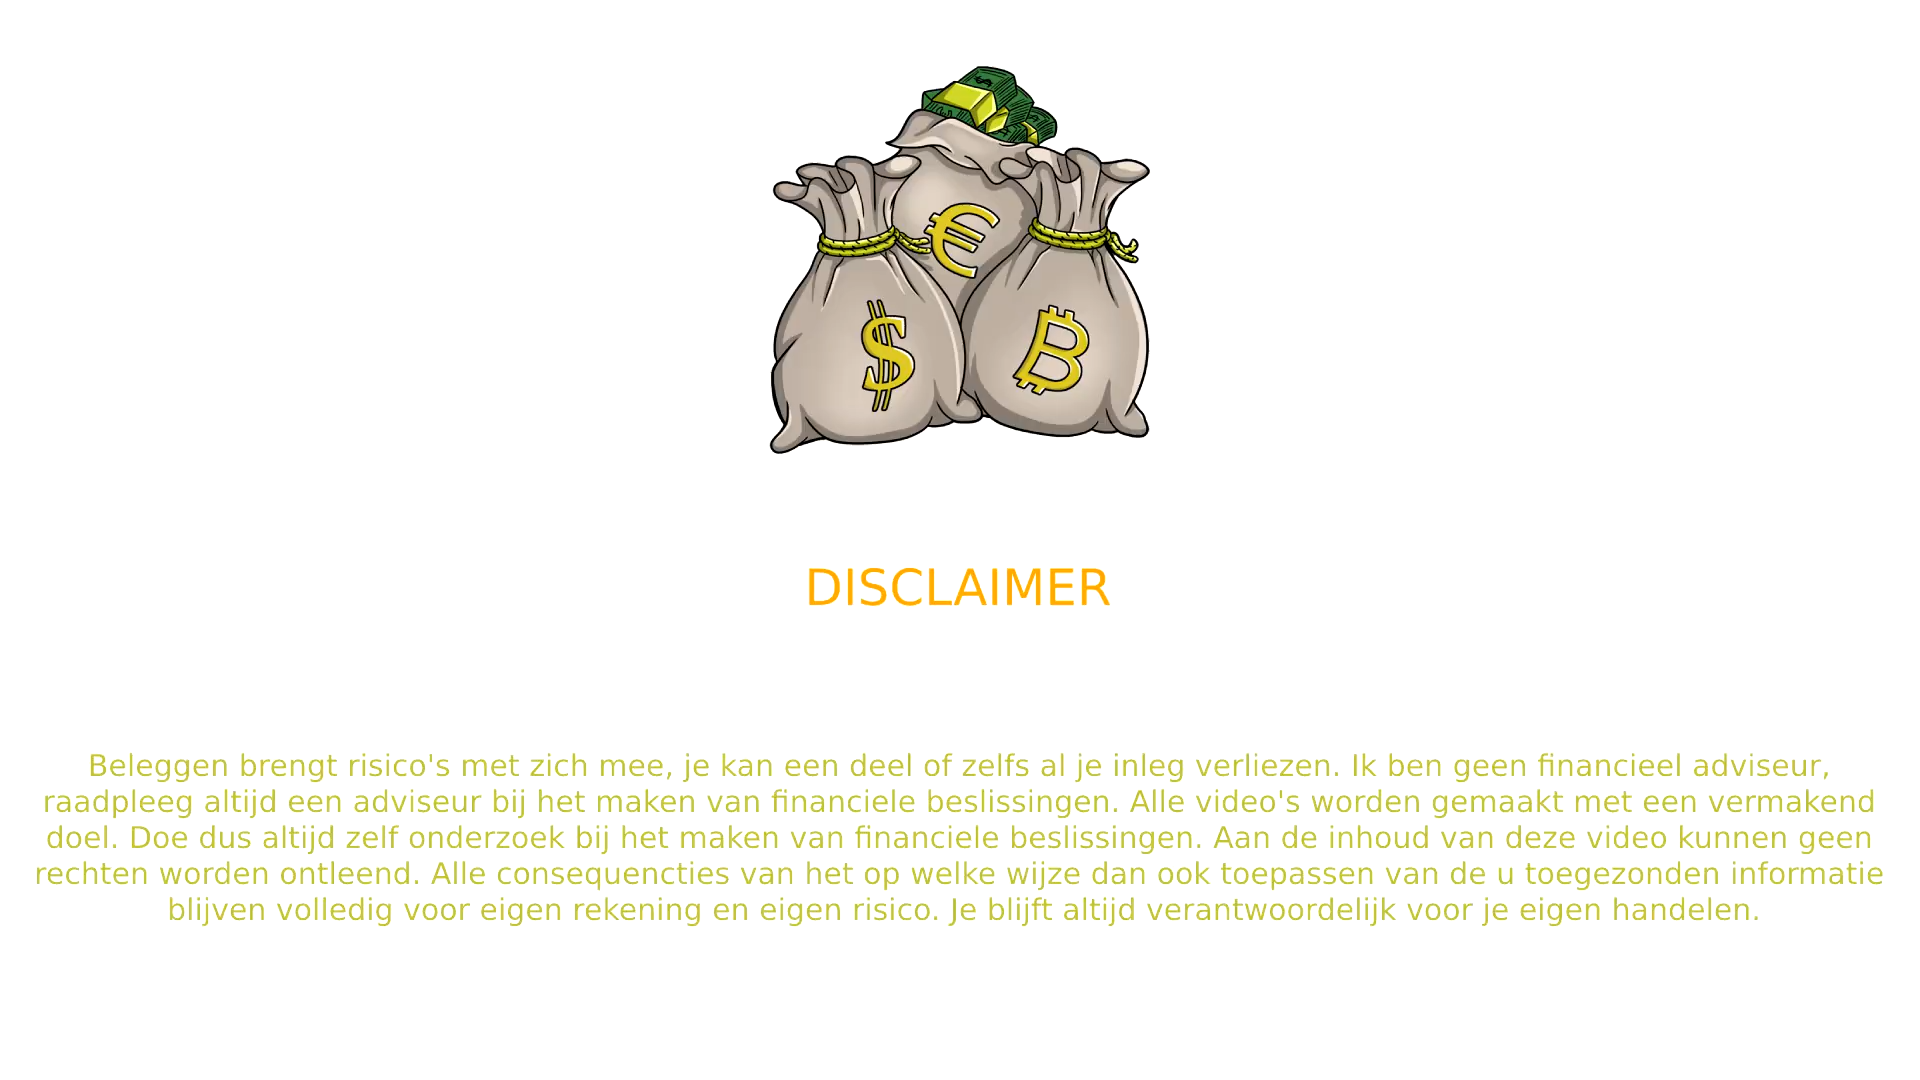 €
$
₿
DISCLAIMER
Beleggen brengt risico's met zich mee, je kan een deel of zelfs al je inleg verliezen. Ik ben geen financieel adviseur,
raadpleeg altijd een adviseur bij het maken van financiele beslissingen. Alle video's worden gemaakt met een vermakend
doel. Doe dus altijd zelf onderzoek bij het maken van financiele beslissingen. Aan de inhoud van deze video kunnen geen
rechten worden ontleend. Alle consequencties van het op welke wijze dan ook toepassen van de u toegezonden informatie
blijven volledig voor eigen rekening en eigen risico. Je blijft altijd verantwoordelijk voor je eigen handelen.